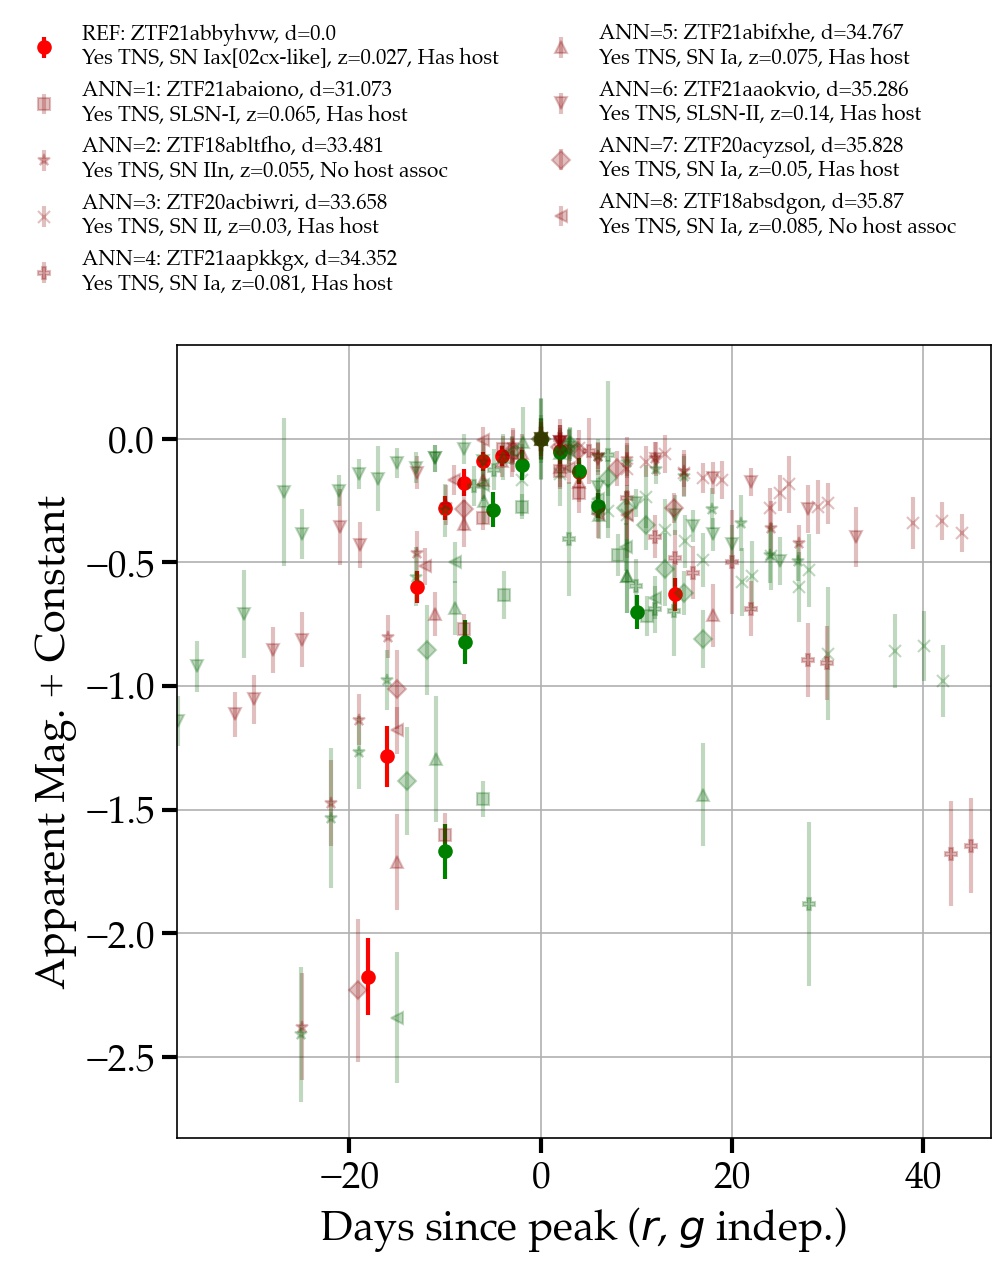 REF: ZTF21abbyhvw, d=0.0
Yes TNS, SN Iax[02cx-like], z=0.027, Has host
ANN=1: ZTF21abaiono, d=31.073
Yes TNS, SLSN-I, z=0.065, Has host
ANN=2: ZTF18abltfho, d=33.481
Yes TNS, SN IIn, z=0.055, No host assoc
ANN=3: ZTF20acbiwri, d=33.658
Yes TNS, SN II, z=0.03, Has host
ANN=4: ZTF21aapkkgx, d=34.352
Yes TNS, SN Ia, z=0.081, Has host
ANN=5: ZTF21abifxhe, d=34.767
Yes TNS, SN Ia, z=0.075, Has host
ANN=6: ZTF21aaokvio, d=35.286
Yes TNS, SLSN-II, z=0.14, Has host
ANN=7: ZTF20acyzsol, d=35.828
Yes TNS, SN Ia, z=0.05, Has host
ANN=8: ZTF18absdgon, d=35.87
Yes TNS, SN Ia, z=0.085, No host assoc
Apparent Mag. + Constant
0.0
−0.5
−1.0
−1.5
−2.0
−2.5
−20
0
20
40
Days since peak (r, g indep.)